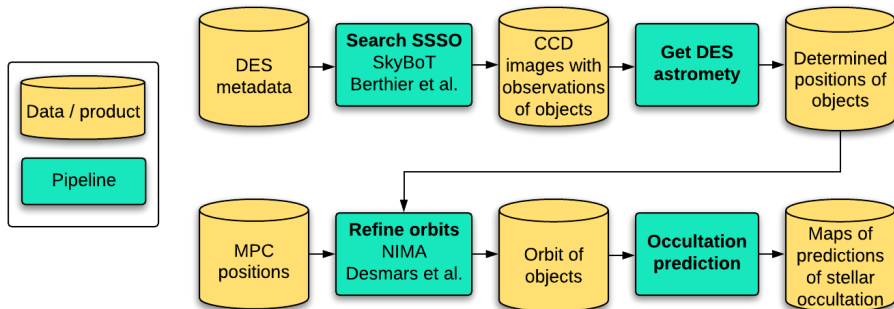 Data / product
Pipeline
DES
metadata
Search SSSO
SkyBoT
Berthier et al.
CCD
images with
observations
of objects
Get DES
astromety
Determined
positions of
objects
MPC
positions
Refine orbits
NIMA
Desmars et al.
Orbit of
objects
Occultation
prediction
Maps of
predictions
of stellar
occultation